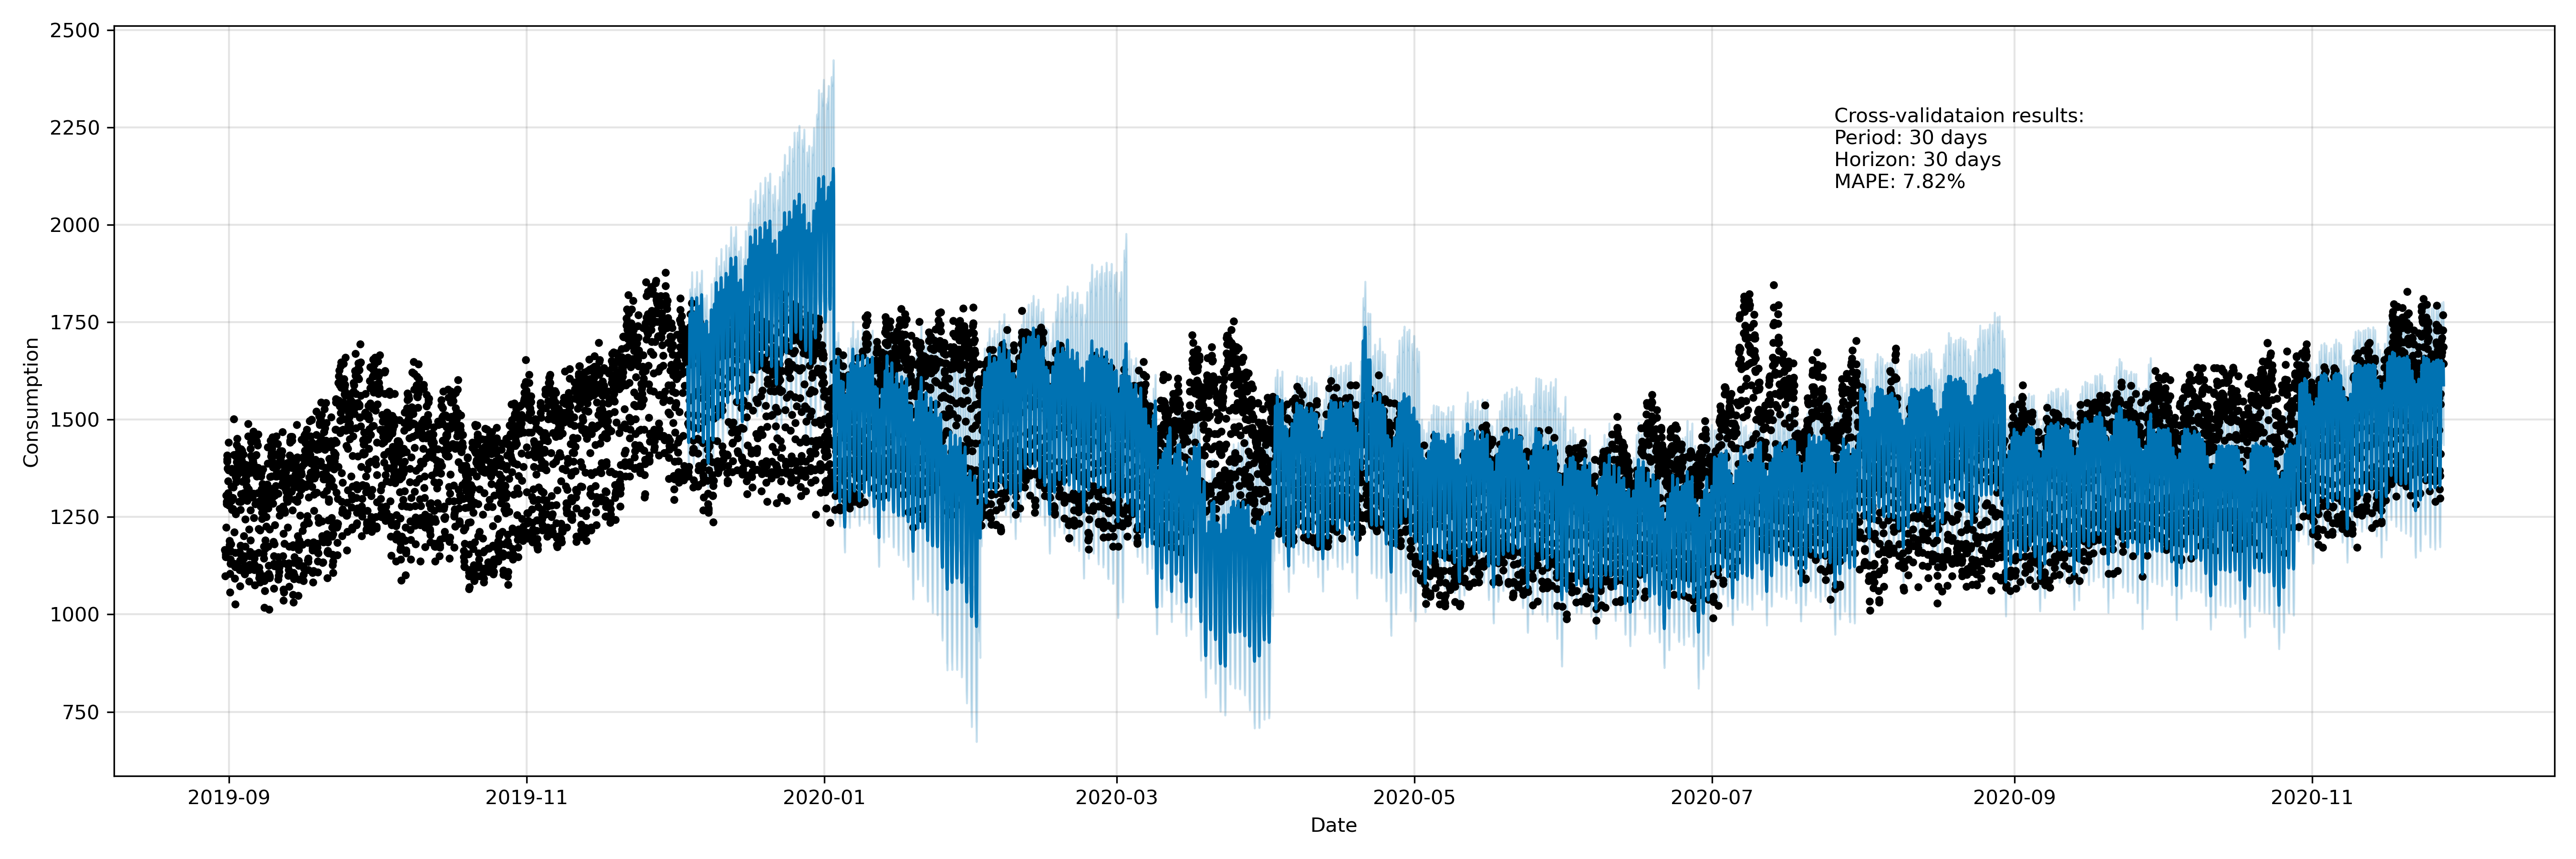 2500
2250
2000
1750
1500
1250
1000
750
Consumption
Cross-validataion results:
Period: 30 days
Horizon: 30 days
MAPE: 7.82%
2019-09 2019-11 2020-01 2020-03 2020-05 2020-07 2020-09 2020-11
Date